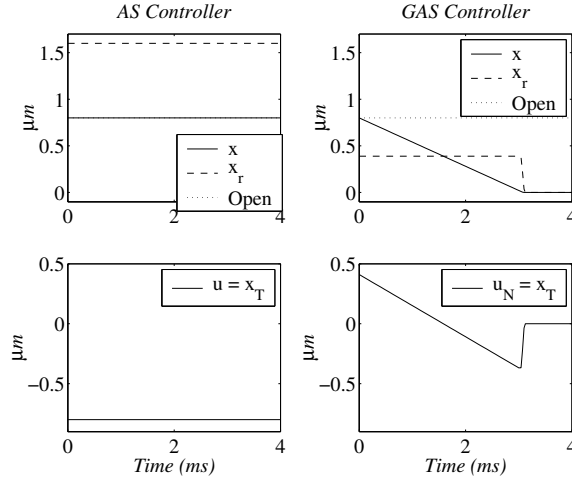 AS Controller
GAS Controller
1.5
1
0.5
0
μm
0
2
4
x
x_r
Open
1.5
1
0.5
0
μm
0
2
4
x
x_r
Open
0.5
0
−0.5
μm
0
2
4
Time (ms)
u = x_T
0.5
0
−0.5
μm
0
2
4
Time (ms)
u_N = x_T